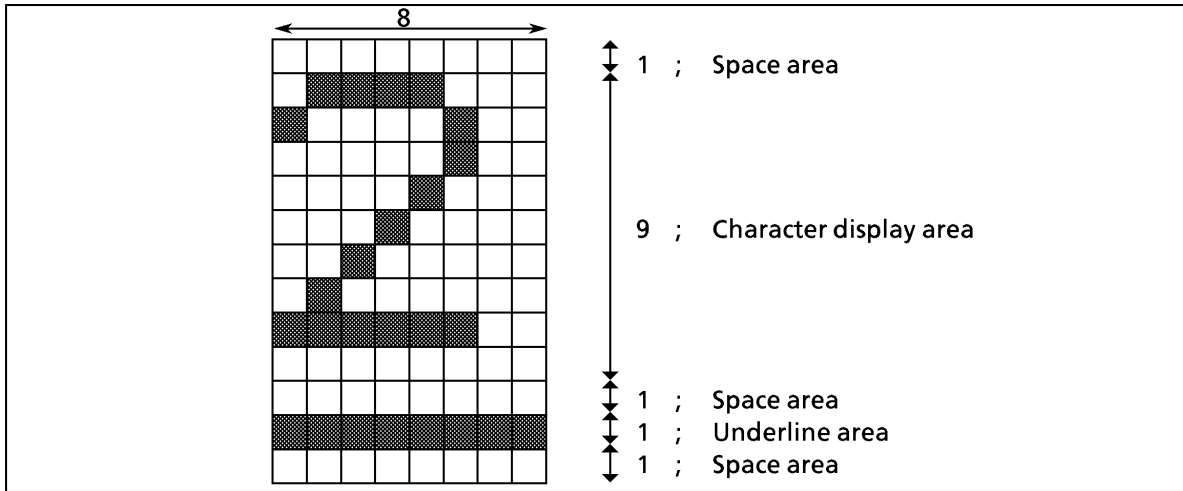 8
1 ; Space area
9 ; Character display area
1 ; Space area
1 ; Underline area
1 ; Space area